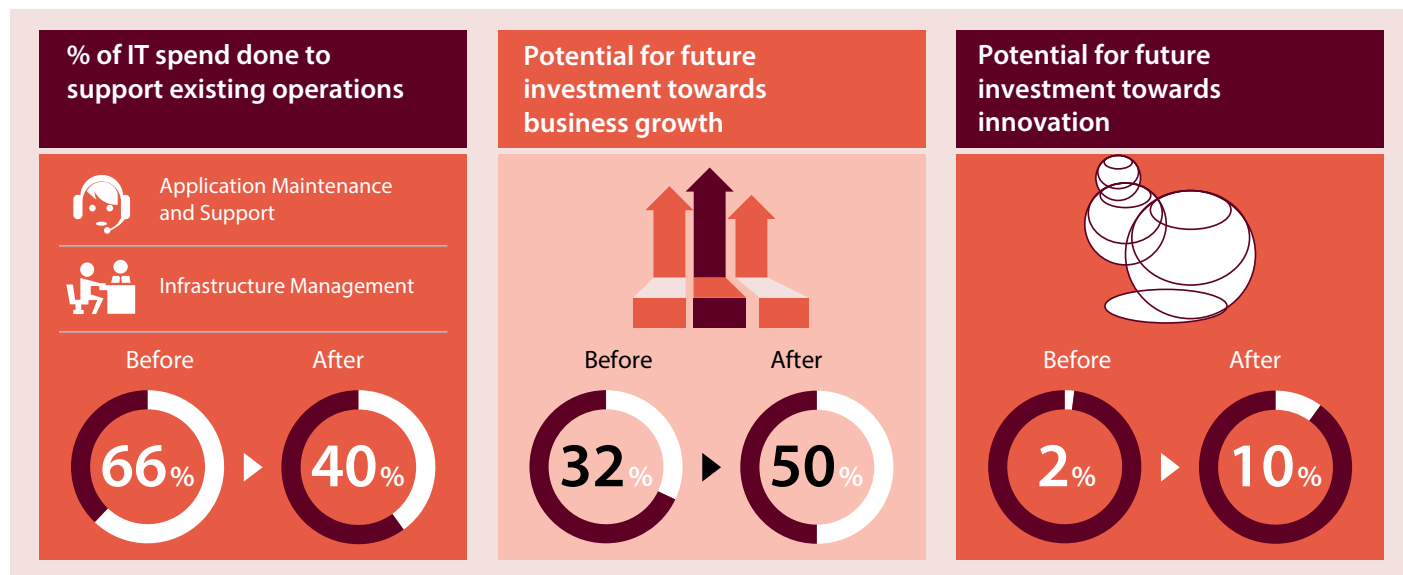 % of IT spend done to
support existing operations
Application Maintenance
and Support
Infrastructure Management
Before After
66% 40%
Potential for future
investment towards
business growth
Before After
32% 50%
Potential for future
investment towards
innovation
Before After
2% 10%